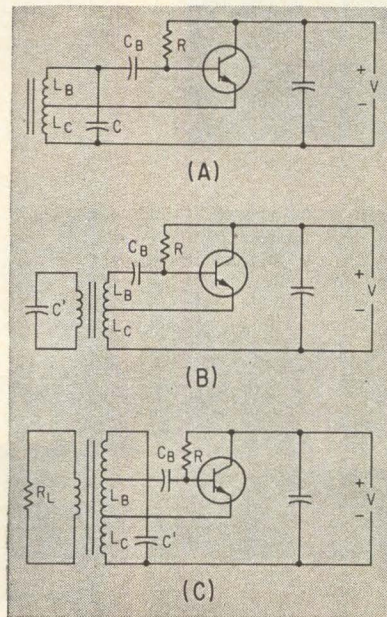 C_B R
L_B
L_C C
+
V
−
(A)
C_B R
C' L_B
L_C
+
V
−
(B)
C_B R
R_L L_B
L_C C'
+
V
−
(C)